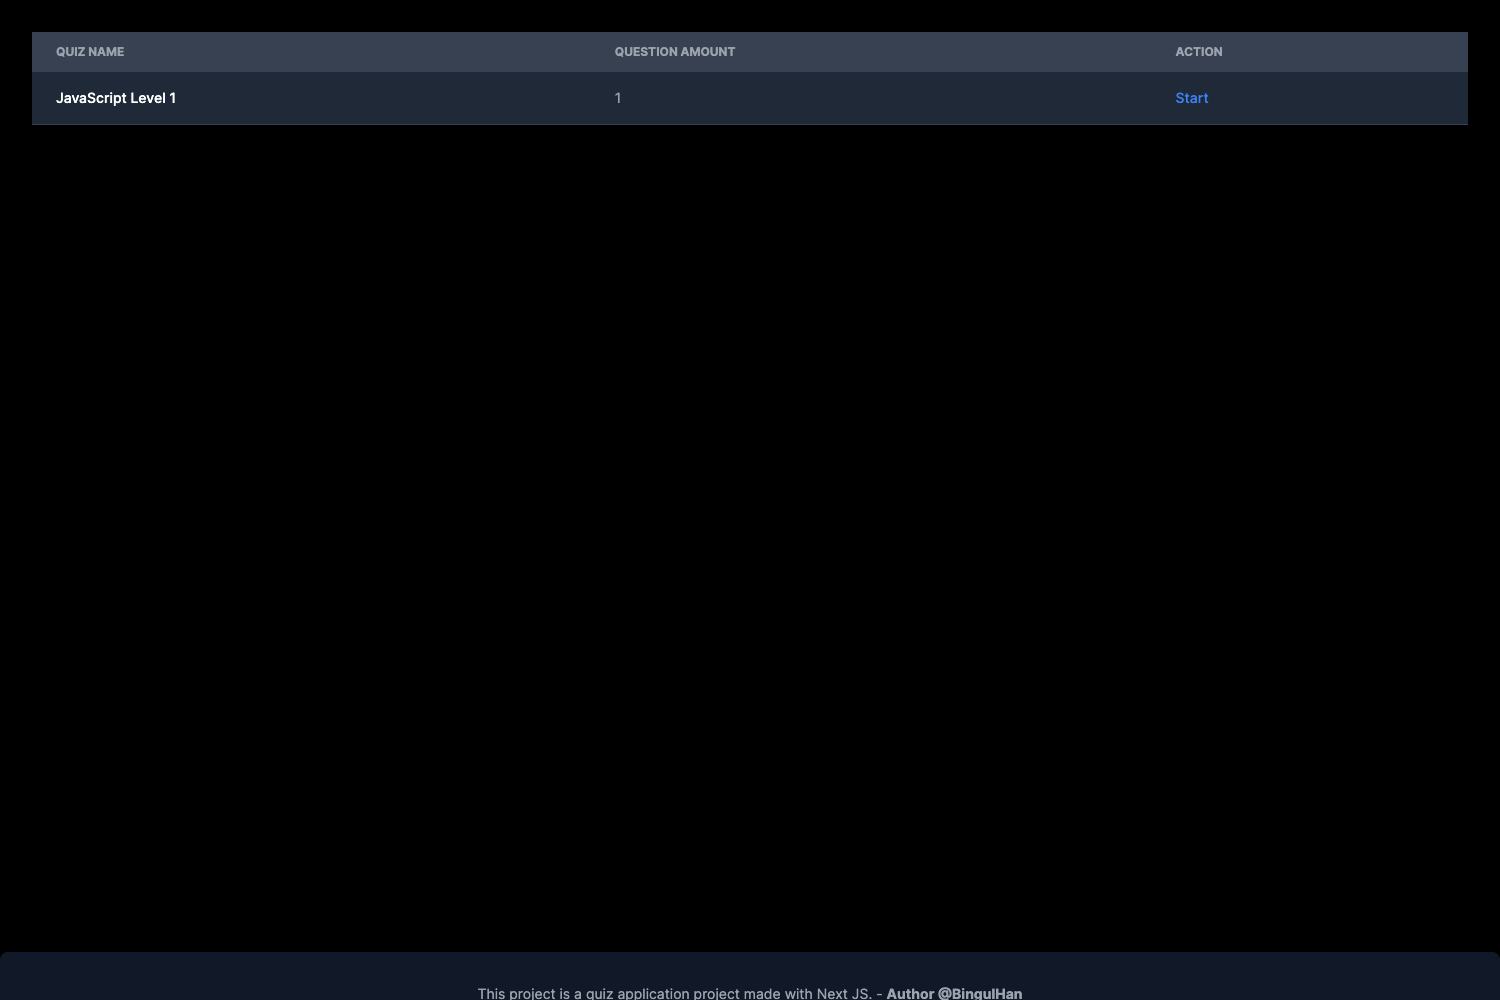 QUIZ NAME QUESTION AMOUNT ACTION
JavaScript Level 1 1 Start
This project is a quiz application project made with Next JS. - Author @BingulHan